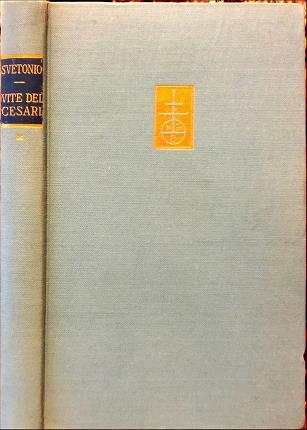 SVETONIO
VITE DEI
CESARI
N Z
B